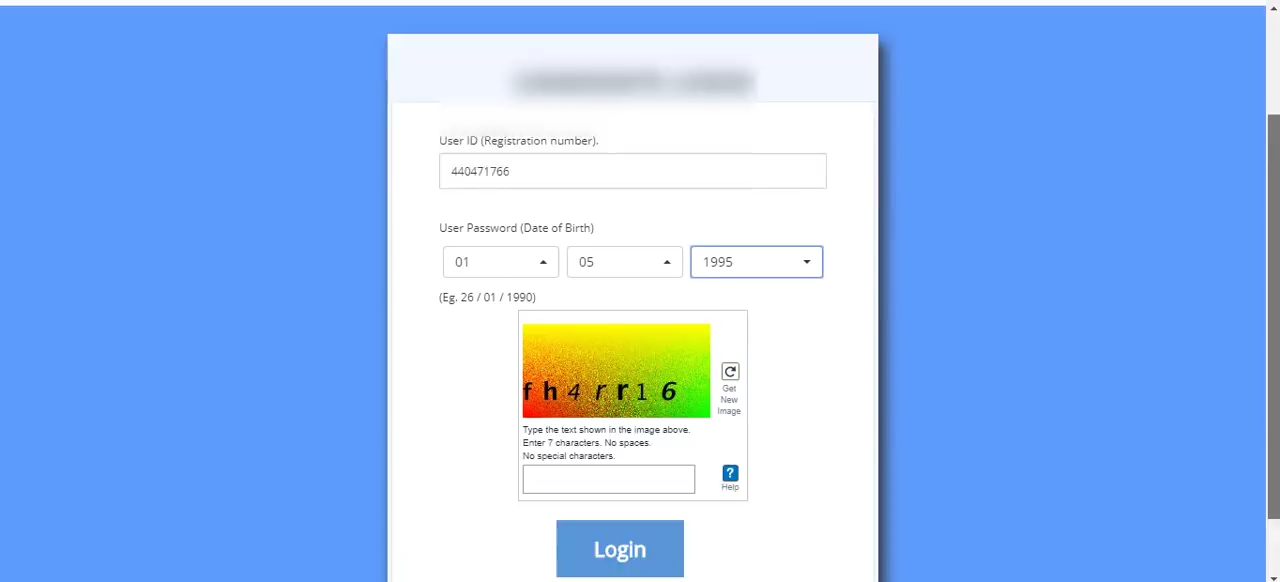 User ID (Registration number).
440471766
User Password (Date of Birth)
01 05 1995
(Eg. 26 / 01 / 1990)
fh4rr16
Get
New
Image
Type the text shown in the image above.
Enter 7 characters. No spaces.
No special characters.
?
Help
Login